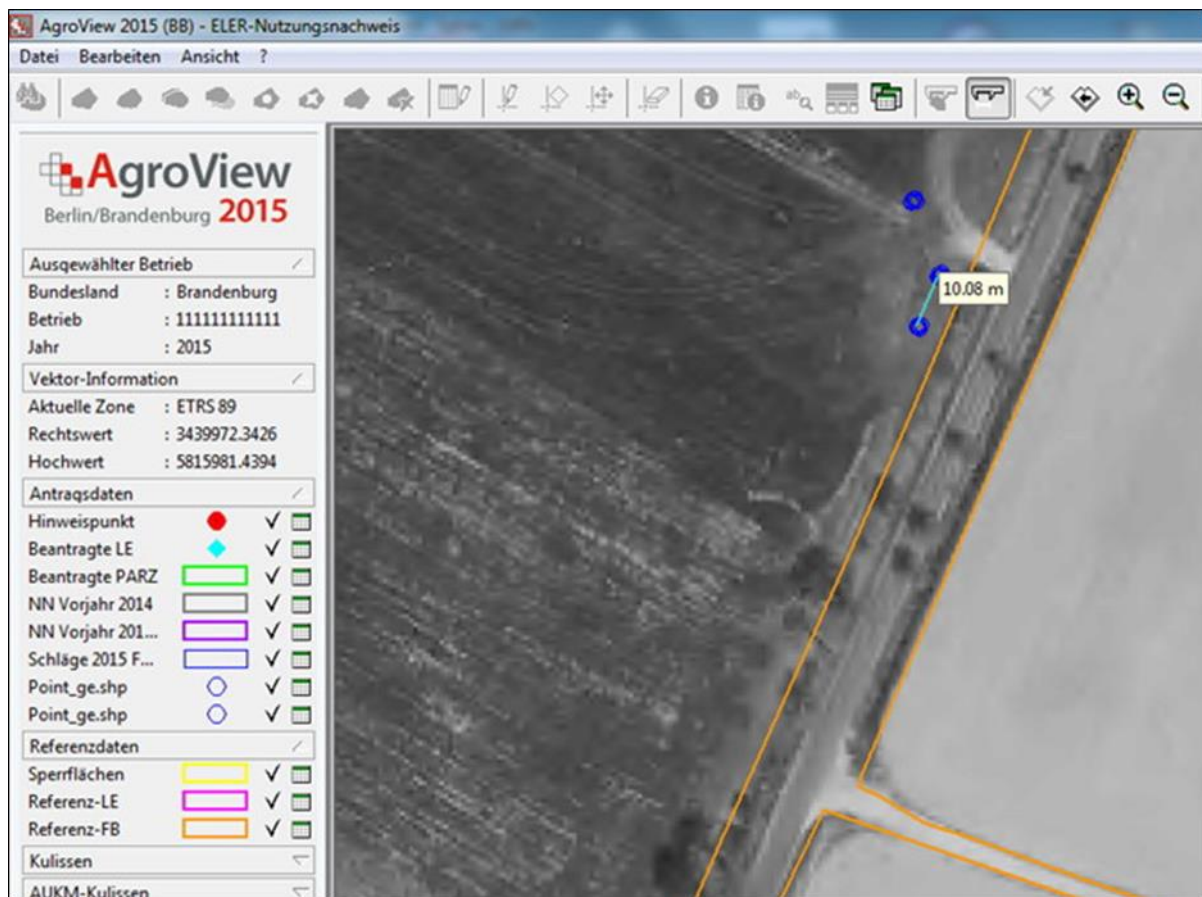 AgroView 2015 (BB) - ELER-Nutzungsnachweis
Datei Bearbeiten Ansicht ?
AgroView
Berlin/Brandenburg 2015
Ausgewählter Betrieb
Bundesland : Brandenburg
Betrieb : 111111111111
Jahr : 2015
Vektor-Information
Aktuelle Zone : ETRS 89
Rechtswert : 3439972.3426
Hochwert : 5815981.4394
Antragsdaten
Hinweispunkt
Beantragte LE
Beantragte PARZ
NN Vorjahr 2014
NN Vorjahr 201...
Schläge 2015 F...
Point_ge.shp
Point_ge.shp
Referenzdaten
Sperrflächen
Referenz-LE
Referenz-FB
Kulissen
AUKM-Kulissen
10.08 m